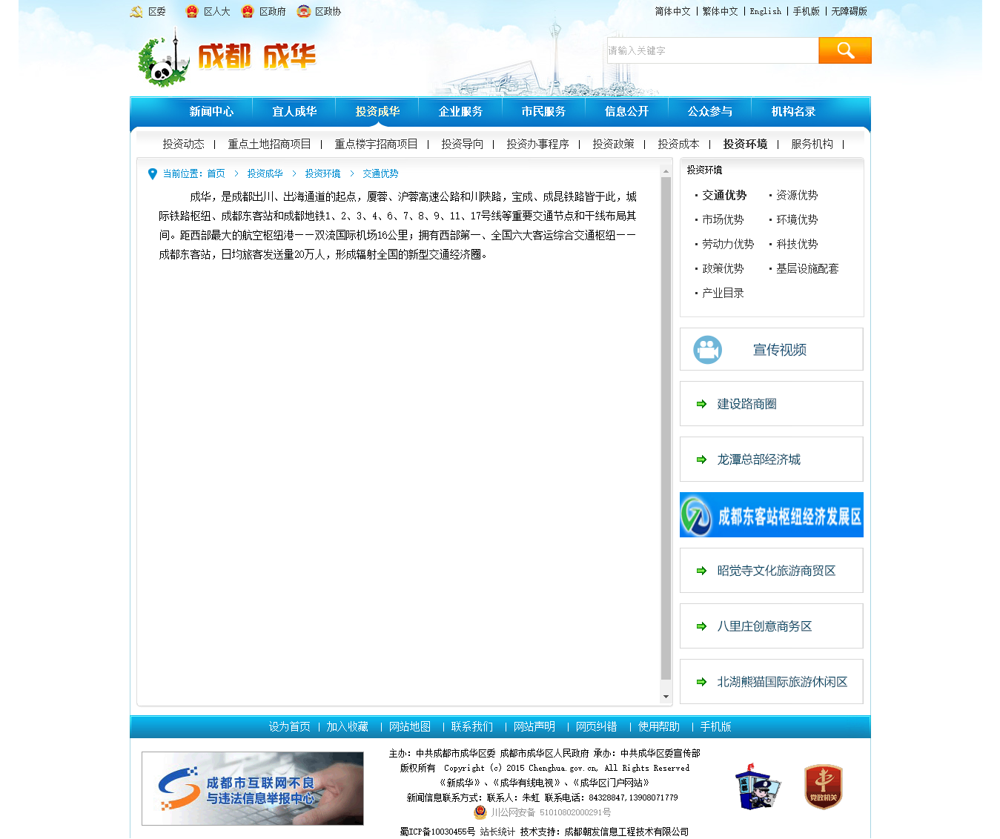 区委 区人大 区政府 区政协
简体中文 | 繁体中文 | English | 手机版 | 无障碍版
成都 成华
请输入关键字
新闻中心 宜人成华 投资成华 企业服务 市民服务 信息公开 公众参与 机构名录
投资动态 | 重点土地招商项目 | 重点楼宇招商项目 | 投资导向 | 投资办事程序 | 投资政策 | 投资成本 | 投资环境 | 服务机构 |
当前位置：首页 > 投资成华 > 投资环境 > 交通优势
成华，是成都出川、出海通道的起点，厦蓉、沪蓉高速公路和川陕路，宝成、成昆铁路皆于此，城
际铁路枢纽、成都东客站和成都地铁1、2、3、4、6、7、8、9、11、17号线等重要交通节点和干线布局其
间。距西部最大的航空枢纽港——双流国际机场16公里；拥有西部第一、全国六大客运综合交通枢纽——
成都东客站，日均旅客发送量20万人，形成辐射全国的新型交通经济圈。
投资环境
· 交通优势 · 资源优势
· 市场优势 · 环境优势
· 劳动力优势 · 科技优势
· 政策优势 · 基层设施配套
· 产业目录
宣传视频
建设路商圈
龙潭总部经济城
成都东客站枢纽经济发展区
昭觉寺文化旅游商贸区
八里庄创意商务区
北湖熊猫国际旅游休闲区
设为首页 | 加入收藏 | 网站地图 | 联系我们 | 网站声明 | 网页纠错 | 使用帮助 | 手机版
成都市互联网不良
与违法信息举报中心
主办：中共成都市成华区委 成都市成华区人民政府 承办：中共成华区委宣传部
版权所有 Copyright (c) 2015 Chenghua.gov.cn, All Rights Reserved
《新成华》、《成华有线电视》、《成华区门户网站》
新闻信息联系方式：联系人：朱虹 联系电话：84328847,13908071779
川公网安备 51010802000291号
蜀ICP备10030455号 站长统计 技术支持：成都朝发信息工程技术有限公司
党政机关